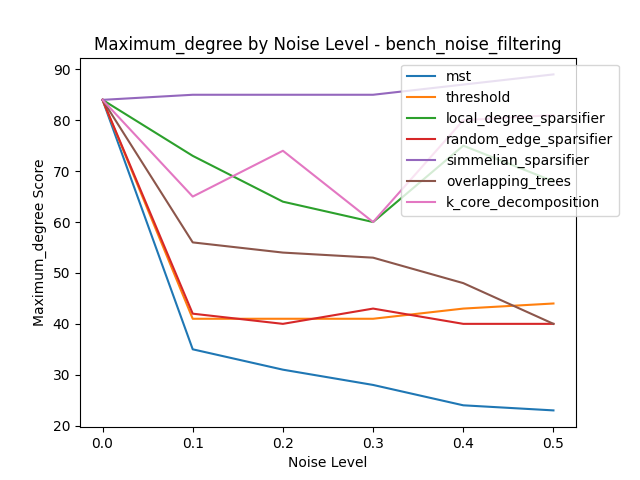 Maximum_degree by Noise Level - bench_noise_filtering
90
80
70
60
50
40
30
20
Maximum_degree Score
mst
threshold
local_degree_sparsifier
random_edge_sparsifier
simmelian_sparsifier
overlapping_trees
k_core_decomposition
0.0 0.1 0.2 0.3 0.4 0.5
Noise Level